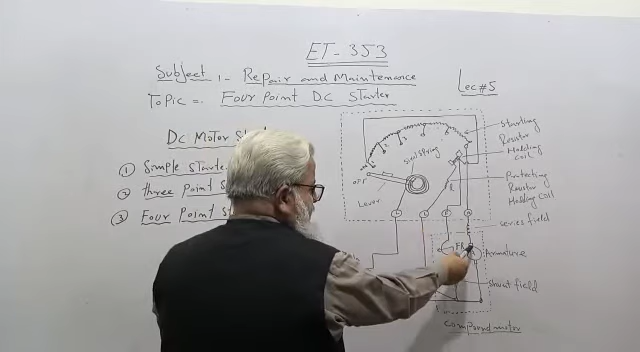 ET-353
Subject :- Repair and Maintenance
Lec#5
Topic =. Four Point DC Starter
DC Motor St
① Simple Starte
② three Point S
③ Four Point S
OFF
Lever
Spring
R
Starting
Resistor
Holding
coil
Protecting
Resistor
Holding coil
series field
Armature
shunt field
compound motor